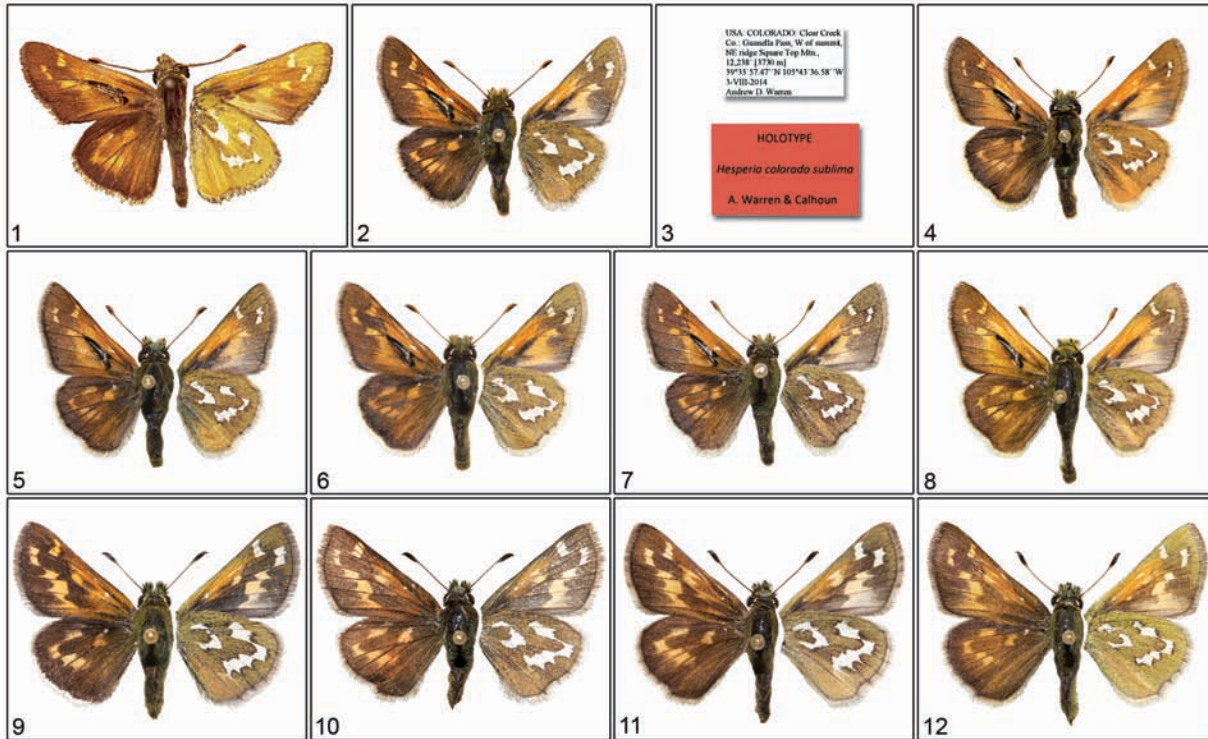 1
2
USA: COLORADO: Clear Creek
Co.: Guanella Pass, W of summit,
NE ridge Square Top Mtn.,
12,238' [3730 m]
39°35'57.47''N 105°43'36.58''W
3-VIII-2014
Andrew D. Warren
HOLOTYPE
Hesperia colorado sublima
A. Warren & Calhoun
3
4
5
6
7
8
9
10
11
12